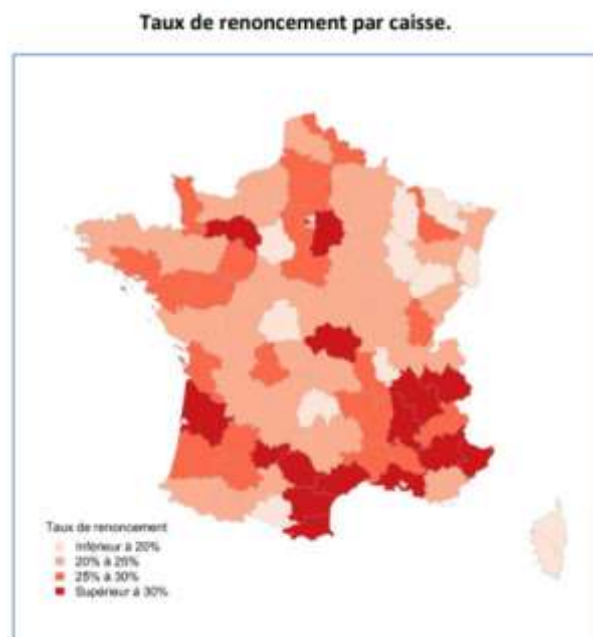 Taux de renoncement par caisse.
Taux de renoncement
Inférieur à 20%
20% à 25%
25% à 30%
Supérieur à 30%